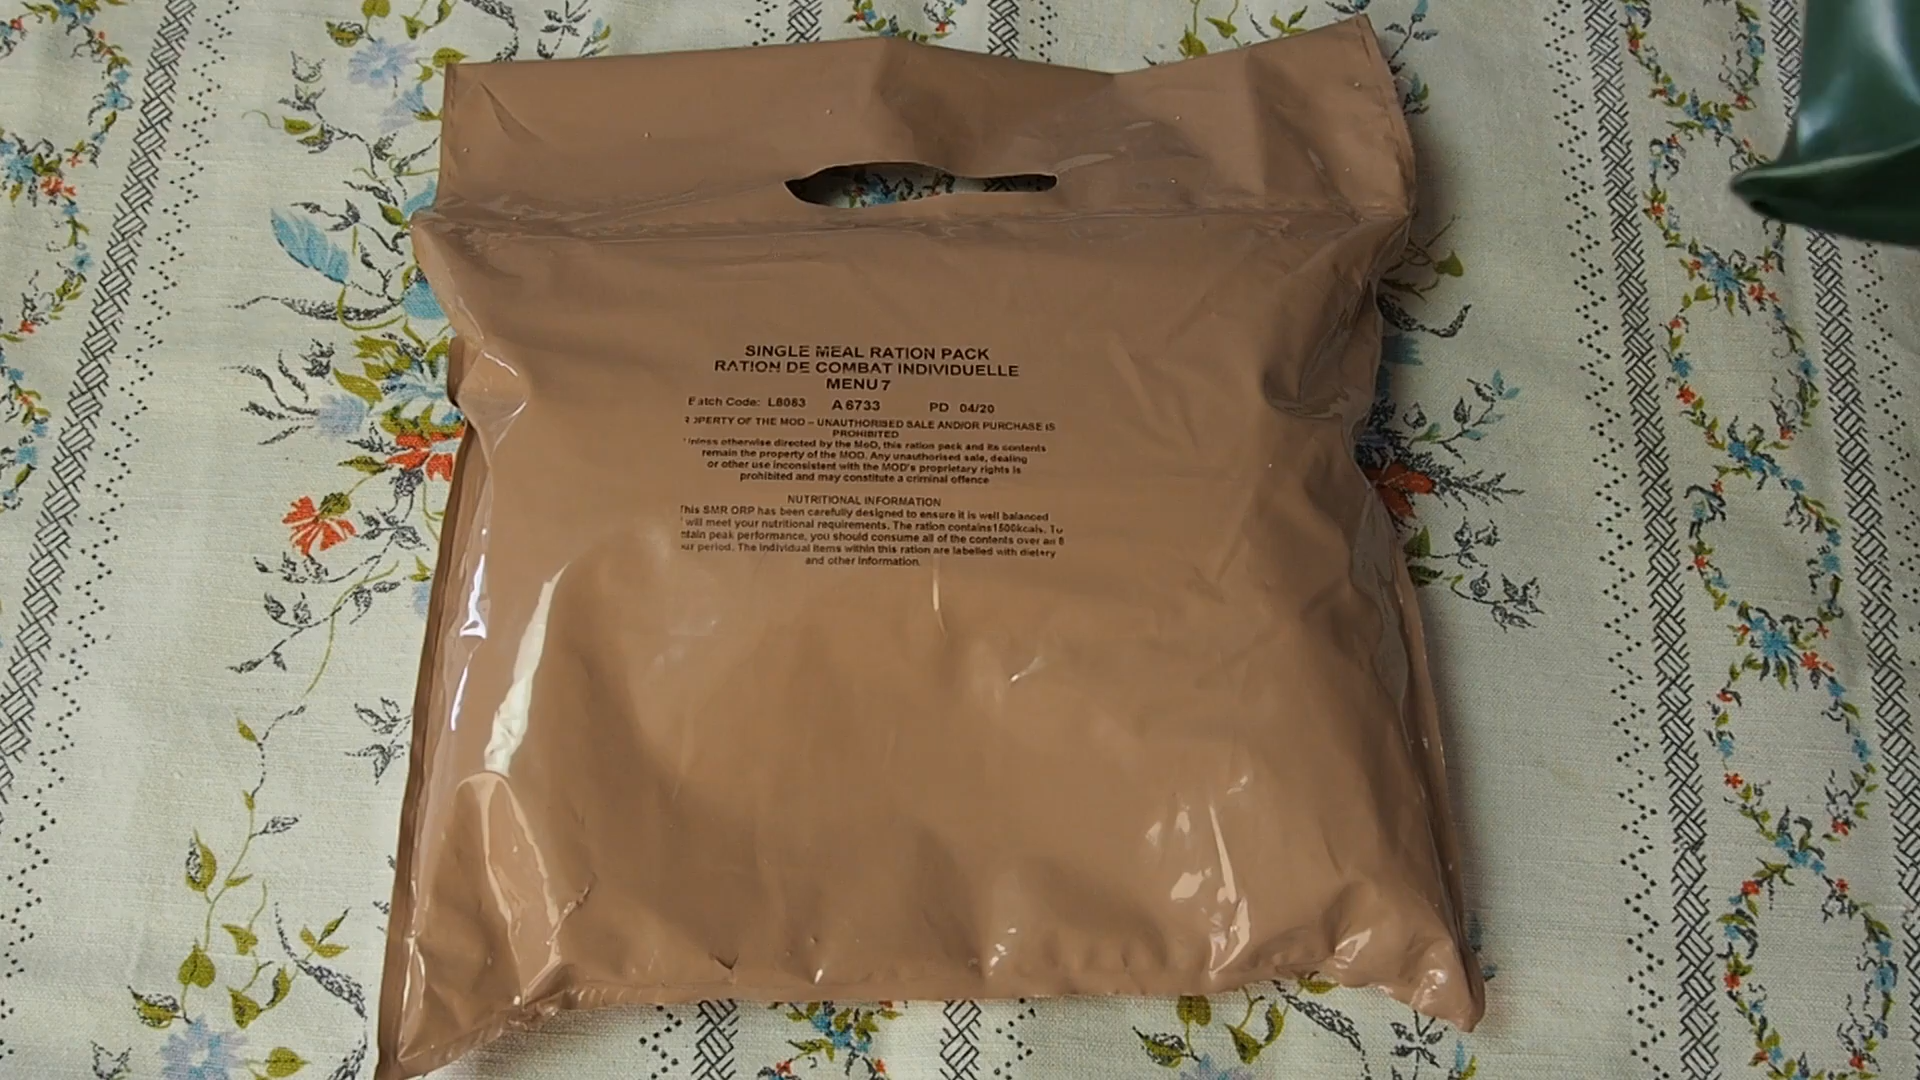 SINGLE MEAL RATION PACK
RATION DE COMBAT INDIVIDUELLE
MENU 7
Batch Code: L8083 A 6733 PD 04/20
OPERTY OF THE MOD – UNAUTHORISED SALE AND/OR PURCHASE IS
PROHIBITED
Unless otherwise directed by the MoD, this ration pack and its contents
remain the property of the MOD. Any unauthorised sale, dealing
or other use inconsistent with the MOD's proprietary rights is
prohibited and may constitute a criminal offence
NUTRITIONAL INFORMATION
This SMR ORP has been carefully designed to ensure it is well balanced
will meet your nutritional requirements. The ration contains 1500kcals. To
tain peak performance, you should consume all of the contents over an 8
ur period. The individual items within this ration are labelled with dietary
and other information.